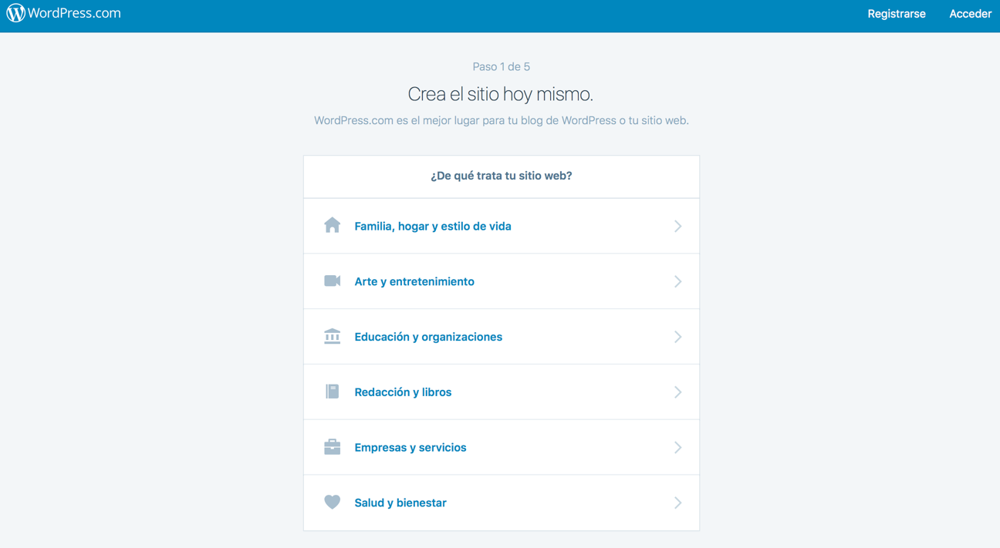 WordPress.com
Registrarse
Acceder
Paso 1 de 5
Crea el sitio hoy mismo.
WordPress.com es el mejor lugar para tu blog de WordPress o tu sitio web.
¿De qué trata tu sitio web?
Familia, hogar y estilo de vida
Arte y entretenimiento
Educación y organizaciones
Redacción y libros
Empresas y servicios
Salud y bienestar